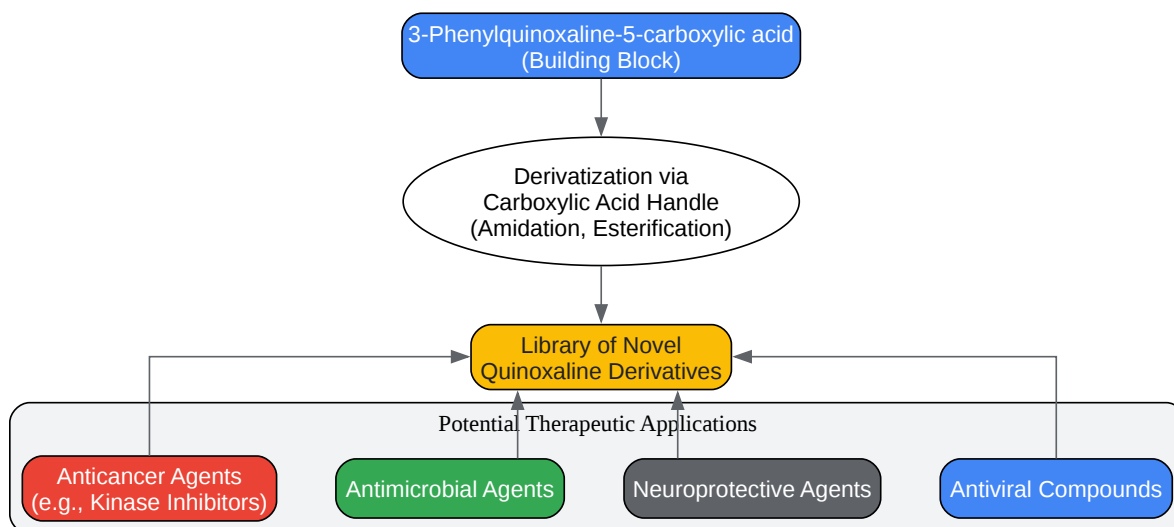 3-Phenylquinoxaline-5-carboxylic acid
(Building Block)
Derivatization via
Carboxylic Acid Handle
(Amidation, Esterification)
Library of Novel
Quinoxaline Derivatives
Potential Therapeutic Applications
Anticancer Agents
(e.g., Kinase Inhibitors)
Antimicrobial Agents
Neuroprotective Agents
Antiviral Compounds